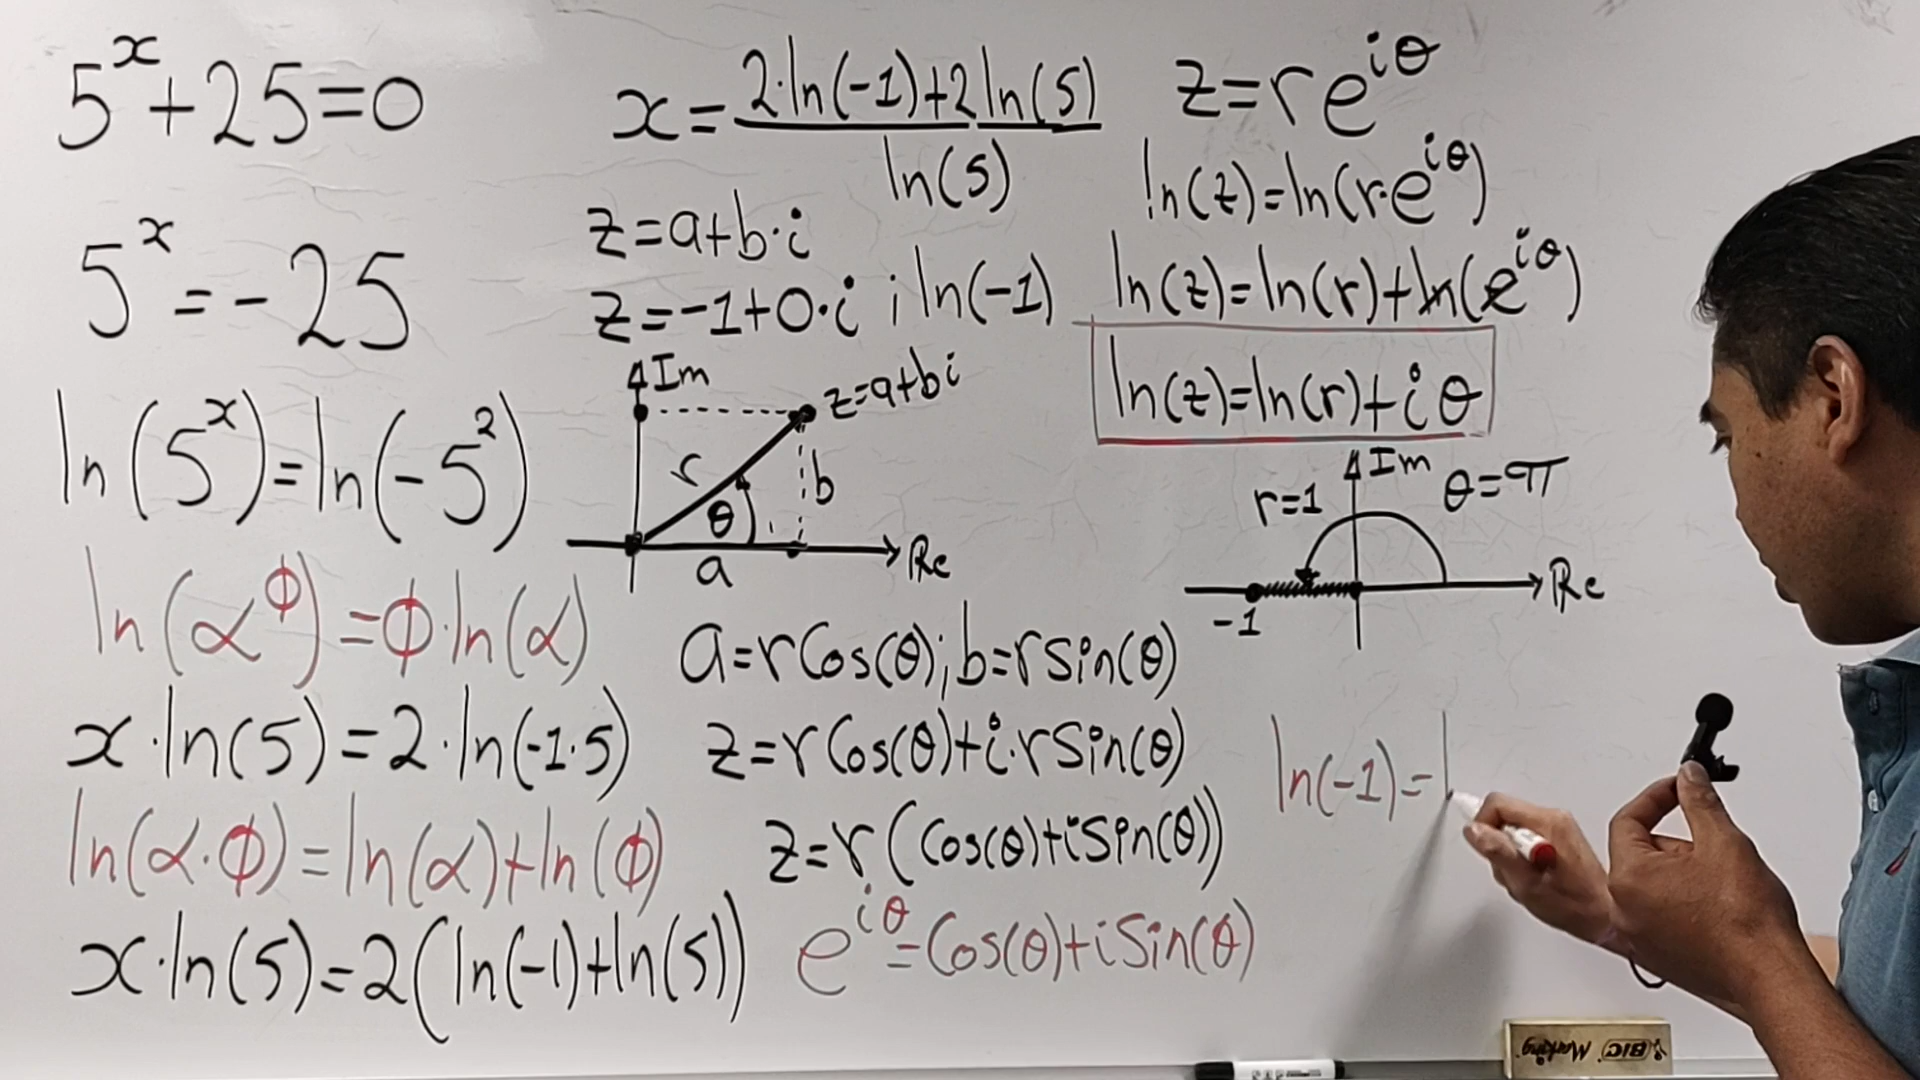 5^x+25=0
5^x=-25
ln(5^x)=ln(-5^2)
ln(α^ϕ)=ϕ·ln(α)
x·ln(5)=2·ln(-1·5)
ln(α·ϕ)=ln(α)+ln(ϕ)
x·ln(5)=2(ln(-1)+ln(5))
x=
2·ln(-1)+2ln(5)
ln(5)
z=a+b·i
z=-1+0·i ; ln(-1)
Im
z=a+bi
r
b
θ
a
Re
a=rCos(θ);b=rSin(θ)
z=rCos(θ)+i·rSin(θ)
z=r(Cos(θ)+iSin(θ))
e^iθ=Cos(θ)+iSin(θ)
z=re^iθ
ln(z)=ln(r·e^iθ)
ln(z)=ln(r)+ln(e^iθ)
ln(z)=ln(r)+iθ
Im
θ=π
r=1
Re
-1
ln(-1)=l
BIC Marking